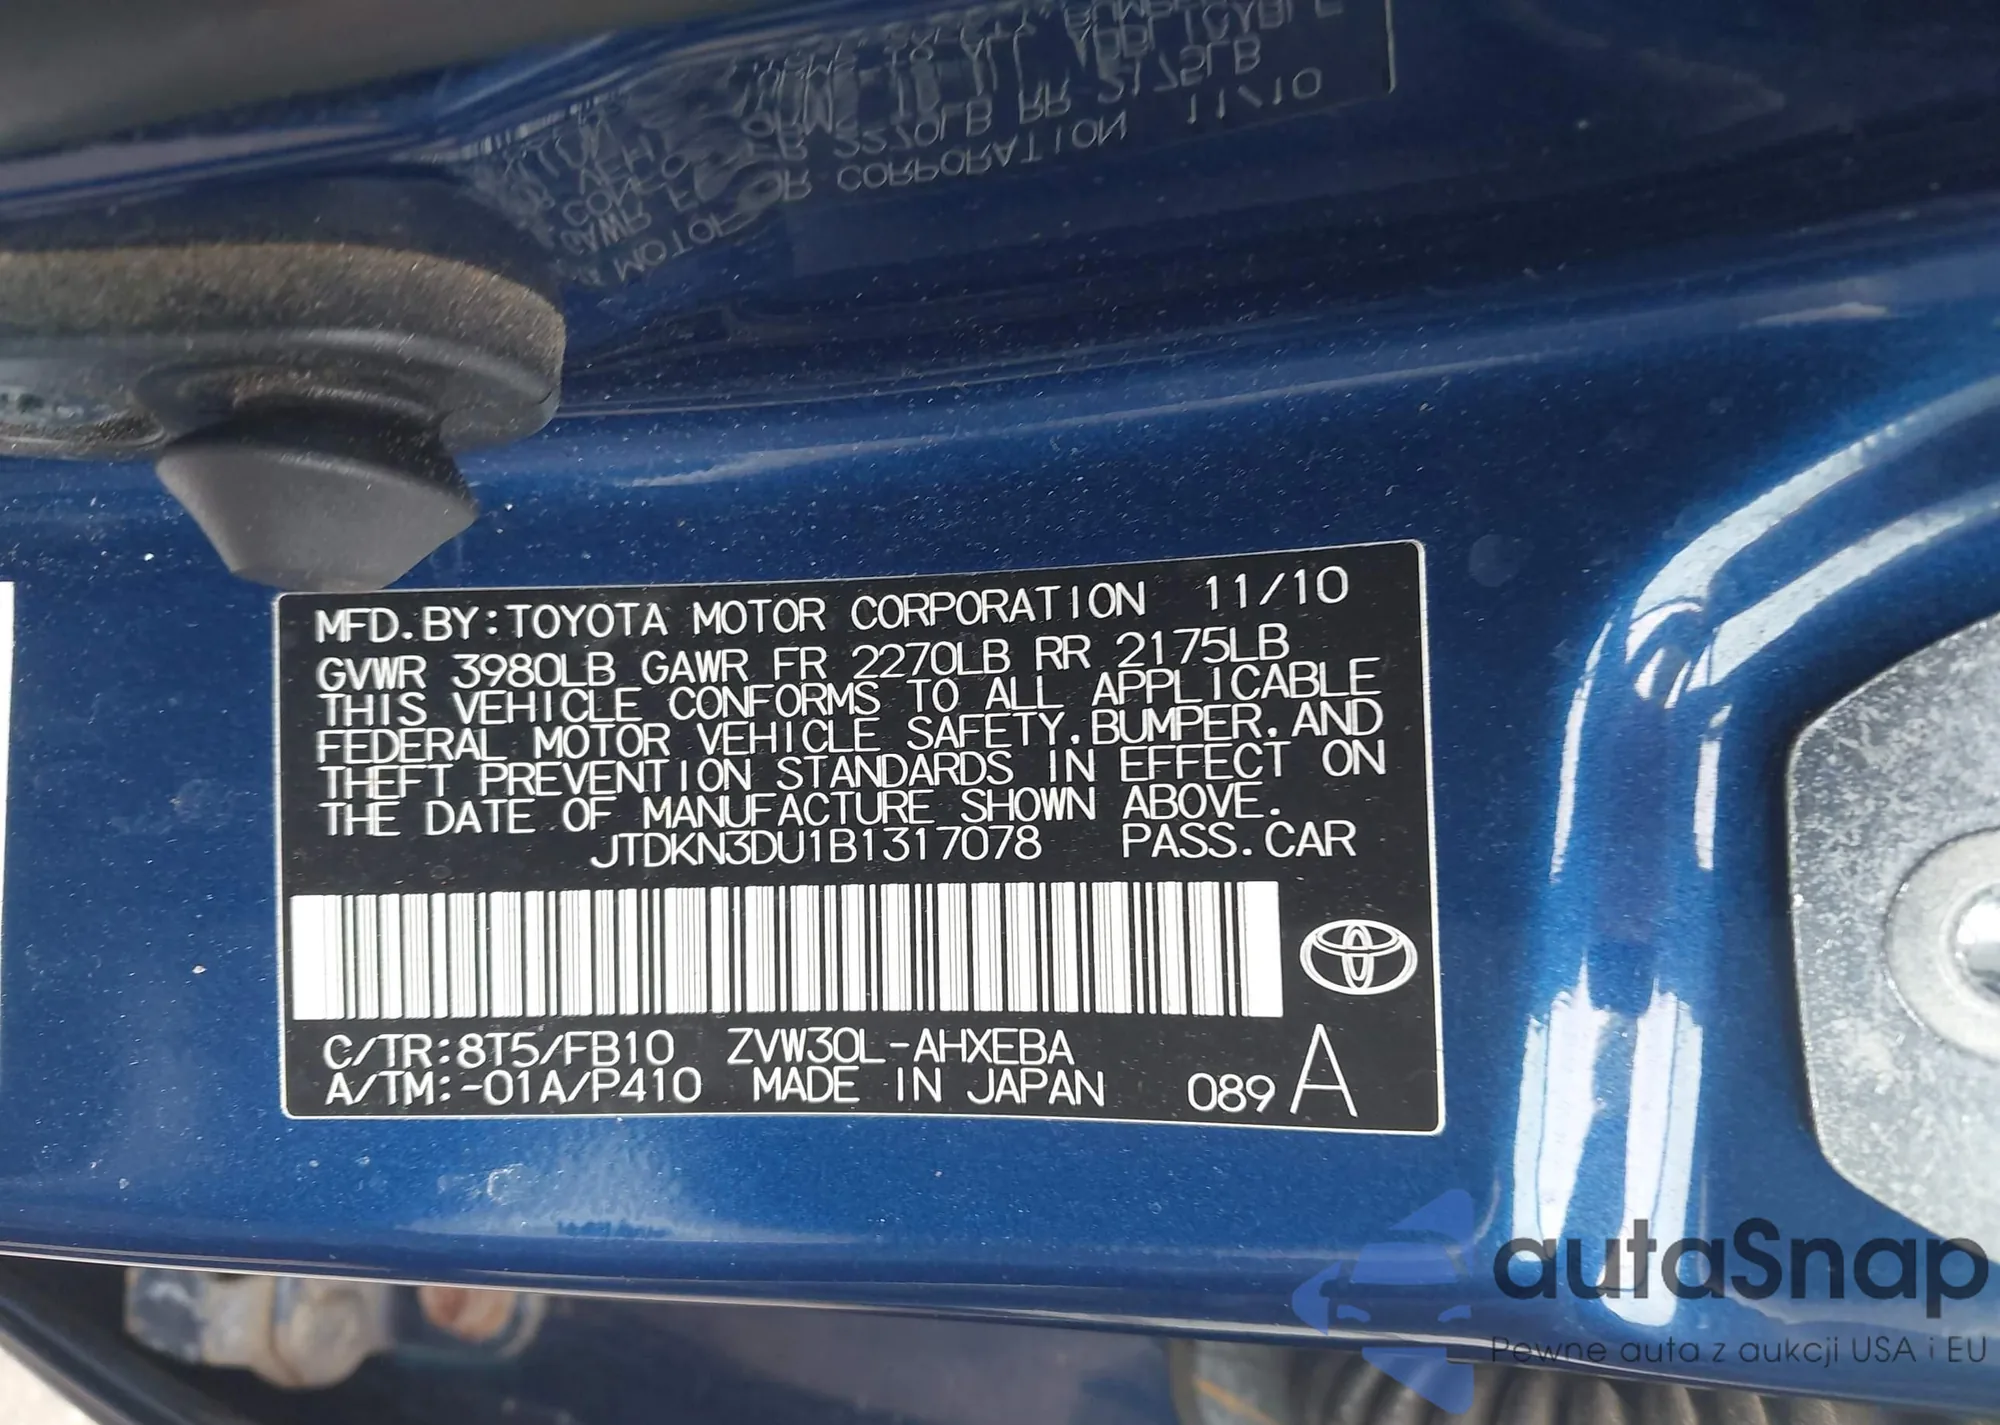 MFD.BY:TOYOTA MOTOR CORPORATION 11/10
GVWR 3980LB GAWR FR 2270LB RR 2175LB
THIS VEHICLE CONFORMS TO ALL APPLICABLE
FEDERAL MOTOR VEHICLE SAFETY, BUMPER, AND
THEFT PREVENTION STANDARDS IN EFFECT ON
THE DATE OF MANUFACTURE SHOWN ABOVE.
JTDKN3DU1B1317078 PASS.CAR
C/TR:8T5/FB10 ZVW30L-AHXEBA
A/TM:-01A/P410 MADE IN JAPAN 089 A
autaSnap
Pewne auta z aukcji USA i EU